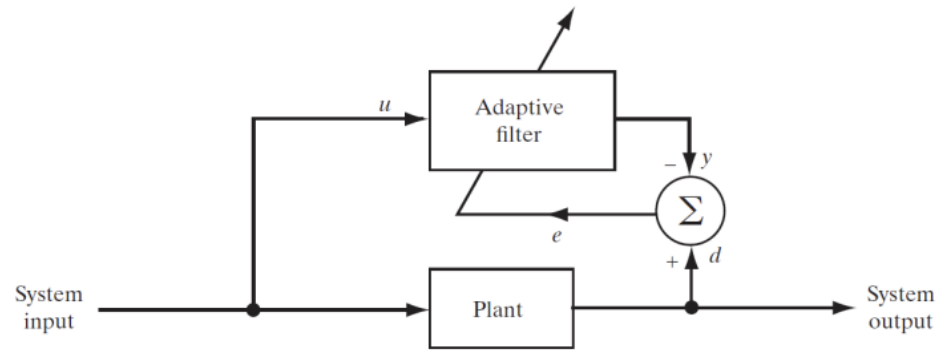 u
Adaptive
filter
− y
Σ
e
+ d
System
input
Plant
System
output